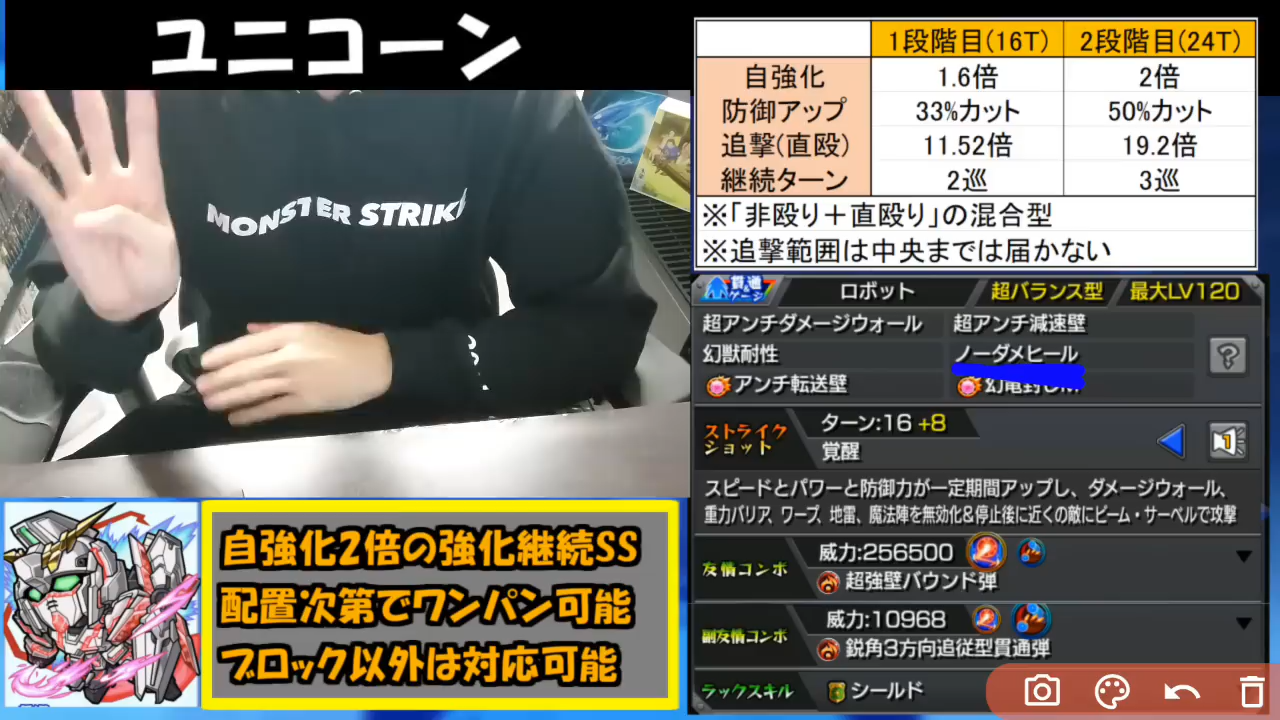 ユニコーン
MONSTER STRIK
1段階目(16T) 2段階目(24T)
自強化 1.6倍 2倍
防御アップ 33%カット 50%カット
追撃(直殴) 11.52倍 19.2倍
継続ターン 2巡 3巡
※「非殴り＋直殴り」の混合型
※追撃範囲は中央までは届かない
貫通 &ゲージ ロボット 超バランス型 最大LV120
超アンチダメージウォール 超アンチ減速壁
幻獣耐性 ノーダメヒール
アンチ転送壁 幻竜封じM
ストライクショット ターン:16 +8
覚醒
1
スピードとパワーと防御力が一定期間アップし、ダメージウォール、
重力バリア、ワープ、地雷、魔法陣を無効化&停止後に近くの敵にビーム・サーベルで攻撃
友情コンボ 威力:256500
超強壁バウンド弾
副友情コンボ 威力:10968
鋭角3方向追従型貫通弾
ラックスキル シールド
自強化2倍の強化継続SS
配置次第でワンパン可能
ブロック以外は対応可能